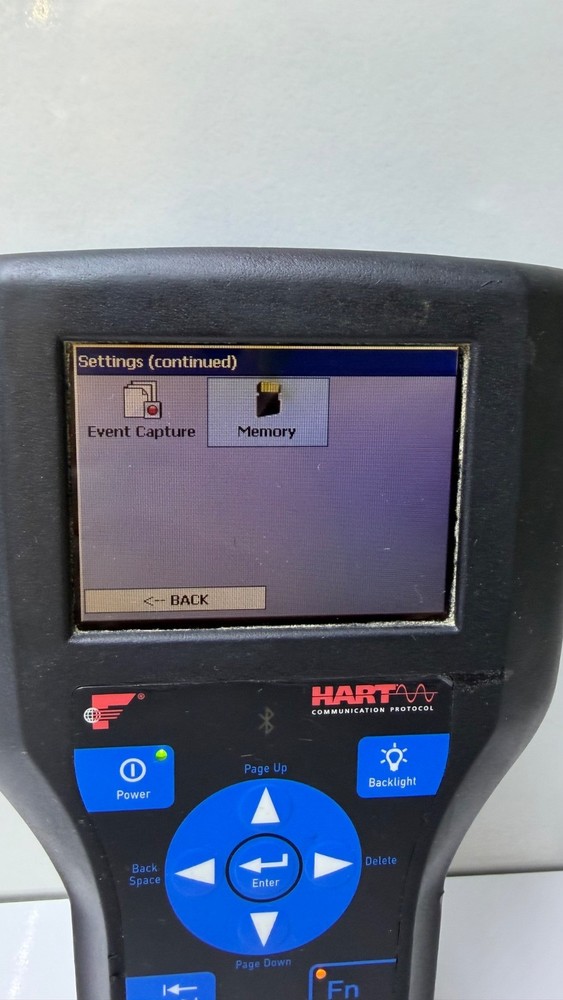 Settings (continued)
Event Capture
Memory
<-- BACK
®
HART
COMMUNICATION PROTOCOL
Page Up
Power
Backlight
Back
Space
Enter
Delete
Page Down
Fn